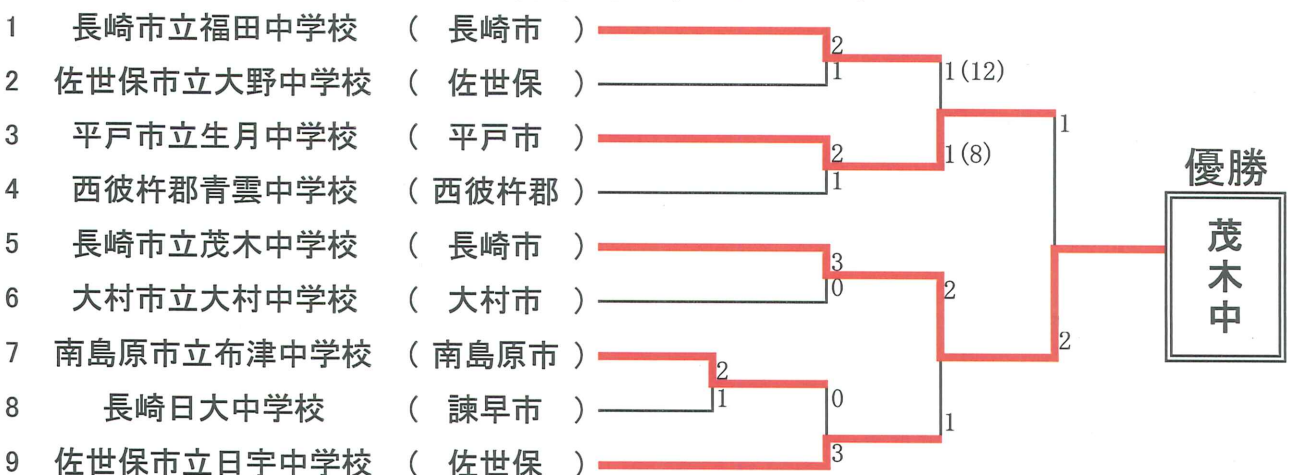 1 長崎市立福田中学校 ( 長崎市 )
2 佐世保市立大野中学校 ( 佐世保 )
3 平戸市立生月中学校 ( 平戸市 )
4 西彼杵郡青雲中学校 ( 西彼杵郡 )
5 長崎市立茂木中学校 ( 長崎市 )
6 大村市立大村中学校 ( 大村市 )
7 南島原市立布津中学校 ( 南島原市 )
8 長崎日大中学校 ( 諫早市 )
9 佐世保市立日宇中学校 ( 佐世保 )
2
1
2
1
3
0
2
1
0
3
1(12)
1(8)
2
1
1
2
優勝
茂木中